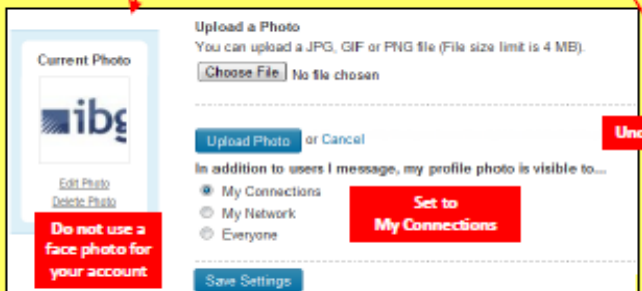 Upload a Photo
You can upload a JPG, GIF or PNG file (File size limit is 4 MB).
Current Photo
Choose File No file chosen
ibg
Upload Photo or Cancel
Unc
In addition to users I message, my profile photo is visible to...
Edit Photo
My Connections
Delete Photo
My Network
Everyone
Set to
My Connections
Do not use a
face photo for
your account
Save Settings